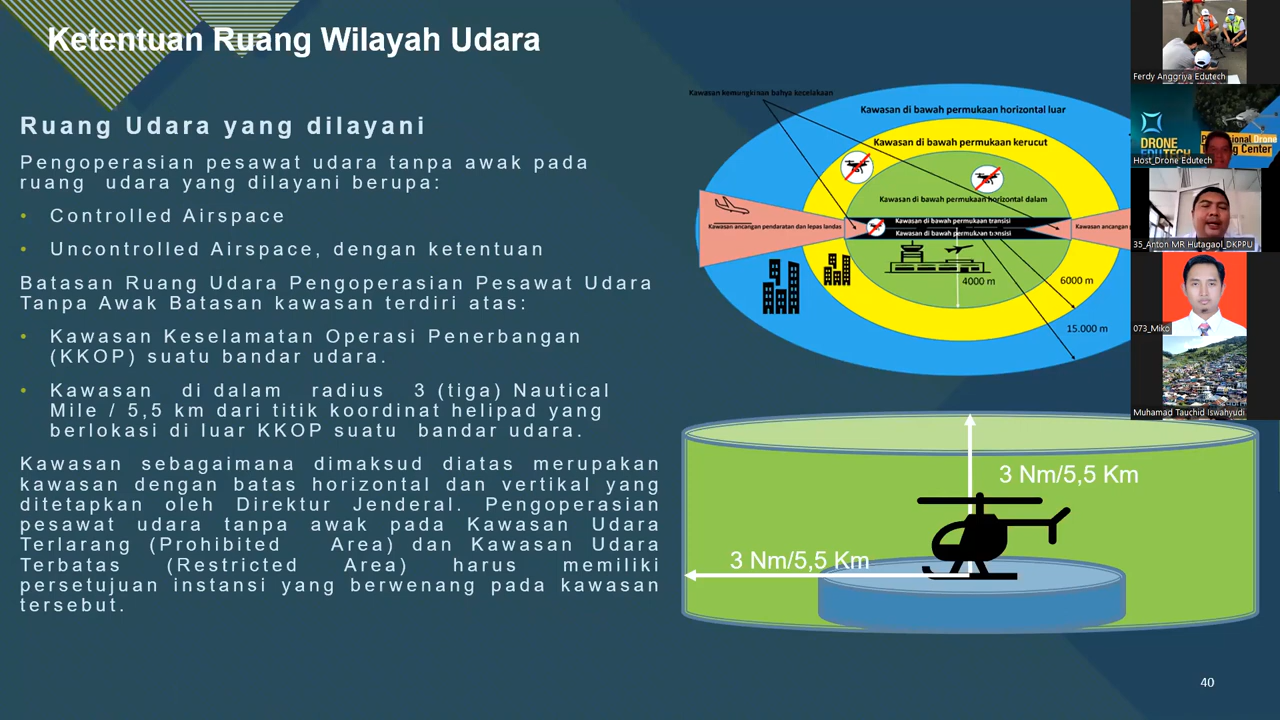 Ketentuan Ruang Wilayah Udara
Ruang Udara yang dilayani
Pengoperasian pesawat udara tanpa awak pada
ruang udara yang dilayani berupa:
• Controlled Airspace
• Uncontrolled Airspace, dengan ketentuan
Batasan Ruang Udara Pengoperasian Pesawat Udara
Tanpa Awak Batasan kawasan terdiri atas:
• Kawasan Keselamatan Operasi Penerbangan
(KKOP) suatu bandar udara.
• Kawasan di dalam radius 3 (tiga) Nautical
Mile / 5,5 km dari titik koordinat helipad yang
berlokasi di luar KKOP suatu bandar udara.
Kawasan sebagaimana dimaksud diatas merupakan
kawasan dengan batas horizontal dan vertikal yang
ditetapkan oleh Direktur Jenderal. Pengoperasian
pesawat udara tanpa awak pada Kawasan Udara
Terlarang (Prohibited Area) dan Kawasan Udara
Terbatas (Restricted Area) harus memiliki
persetujuan instansi yang berwenang pada kawasan
tersebut.
Kawasan kemungkinan bahya kecelakaan
Kawasan di bawah permukaan horizontal luar
Kawasan di bawah permukaan kerucut
Kawasan di bawah permukaan horizontal dalam
Kawasan di bawah permukaan transisi
Kawasan di bawah permukaan transisi
Kawasan ancangan pendaratan dan lepas landas
Kawasan ancangan
4000 m
6000 m
15.000 m
3 Nm/5,5 Km
3 Nm/5,5 Km
40
Ferdy Anggriya Edutech
DRONE
EDUTECH
Drone
Center
Host_Drone Edutech
35_Anton MR Hutagaol_DKPPU
073_Miko
Muhamad Tauchid Iswahyudi